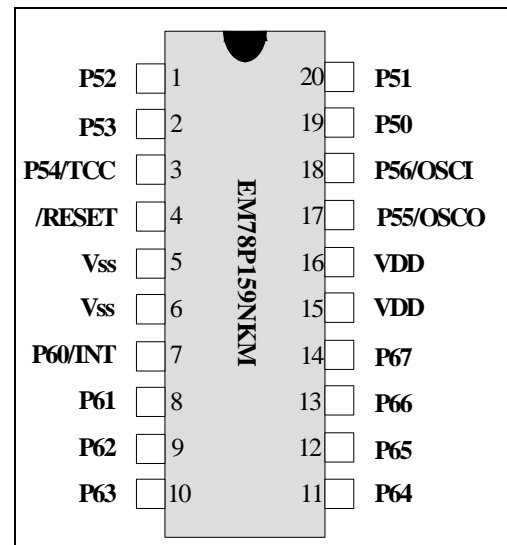 P52 1 20 P51
P53 2 19 P50
P54/TCC 3 18 P56/OSCI
/RESET 4 17 P55/OSCO
Vss 5 16 VDD
Vss 6 15 VDD
P60/INT 7 14 P67
P61 8 13 P66
P62 9 12 P65
P63 10 11 P64
EM78P159NKM